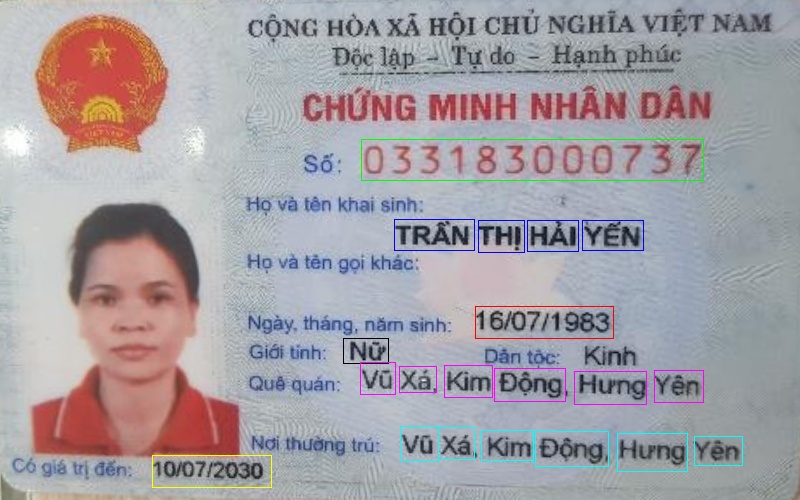 CỘNG HÒA XÃ HỘI CHỦ NGHĨA VIỆT NAM
Độc lập - Tự do - Hạnh phúc
CHỨNG MINH NHÂN DÂN
Số: 033183000737
Họ và tên khai sinh:
TRẦN THỊ HẢI YẾN
Họ và tên gọi khác:
Ngày, tháng, năm sinh: 16/07/1983
Giới tính: Nữ Dân tộc: Kinh
Quê quán: Vũ Xá, Kim Động, Hưng Yên
Nơi thường trú: Vũ Xá, Kim Động, Hưng Yên
Có giá trị đến: 10/07/2030